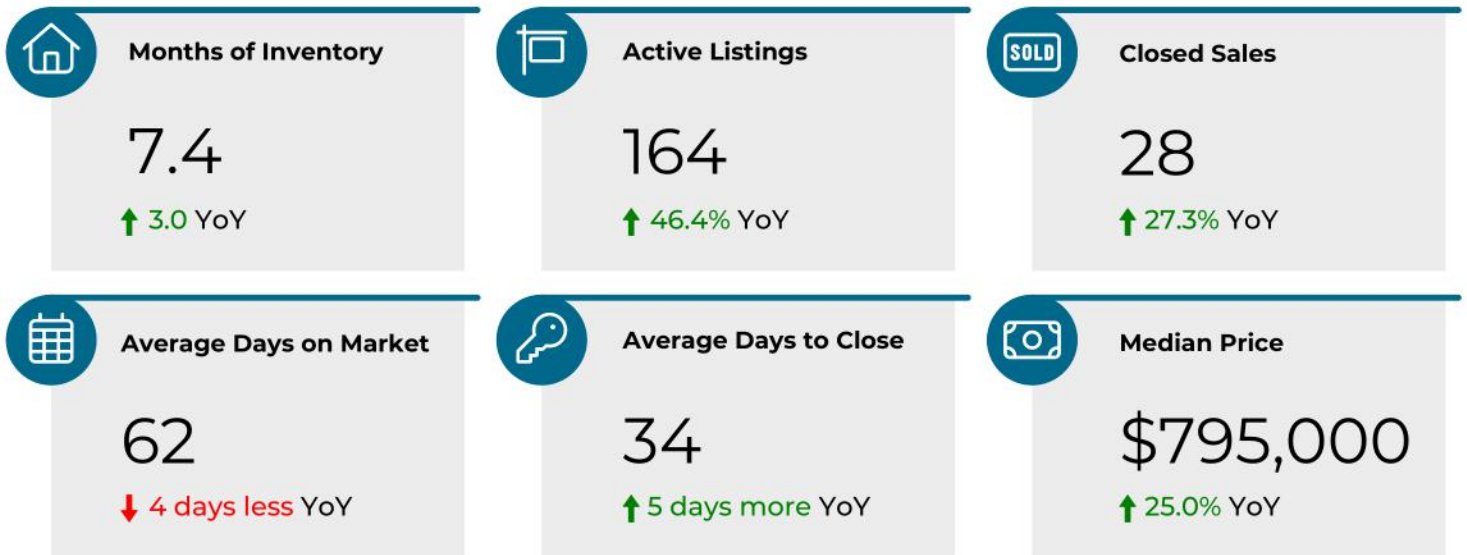 Months of Inventory
7.4
↑ 3.0 YoY
Active Listings
164
↑ 46.4% YoY
SOLD
Closed Sales
28
↑ 27.3% YoY
Average Days on Market
62
↓ 4 days less YoY
Average Days to Close
34
↑ 5 days more YoY
Median Price
$795,000
↑ 25.0% YoY